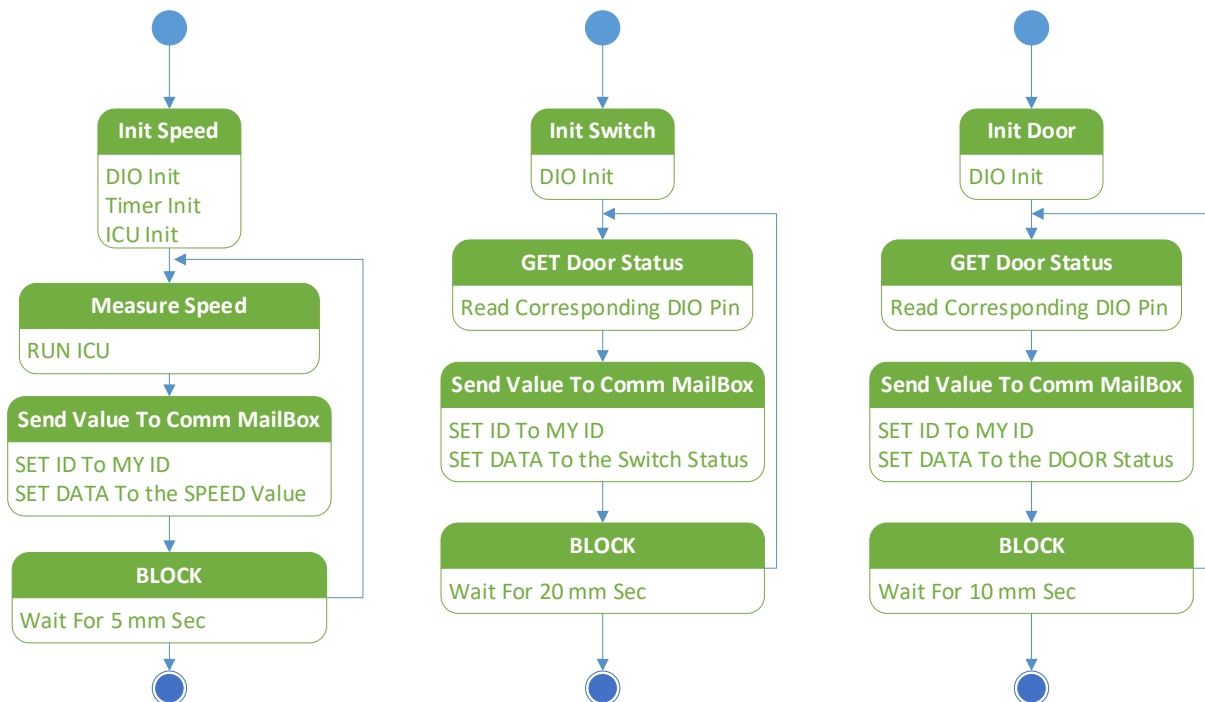 Init Speed
DIO Init
Timer Init
ICU Init
Measure Speed
RUN ICU
Send Value To Comm MailBox
SET ID To MY ID
SET DATA To the SPEED Value
BLOCK
Wait For 5 mm Sec
Init Switch
DIO Init
GET Door Status
Read Corresponding DIO Pin
Send Value To Comm MailBox
SET ID To MY ID
SET DATA To the Switch Status
BLOCK
Wait For 20 mm Sec
Init Door
DIO Init
GET Door Status
Read Corresponding DIO Pin
Send Value To Comm MailBox
SET ID To MY ID
SET DATA To the DOOR Status
BLOCK
Wait For 10 mm Sec